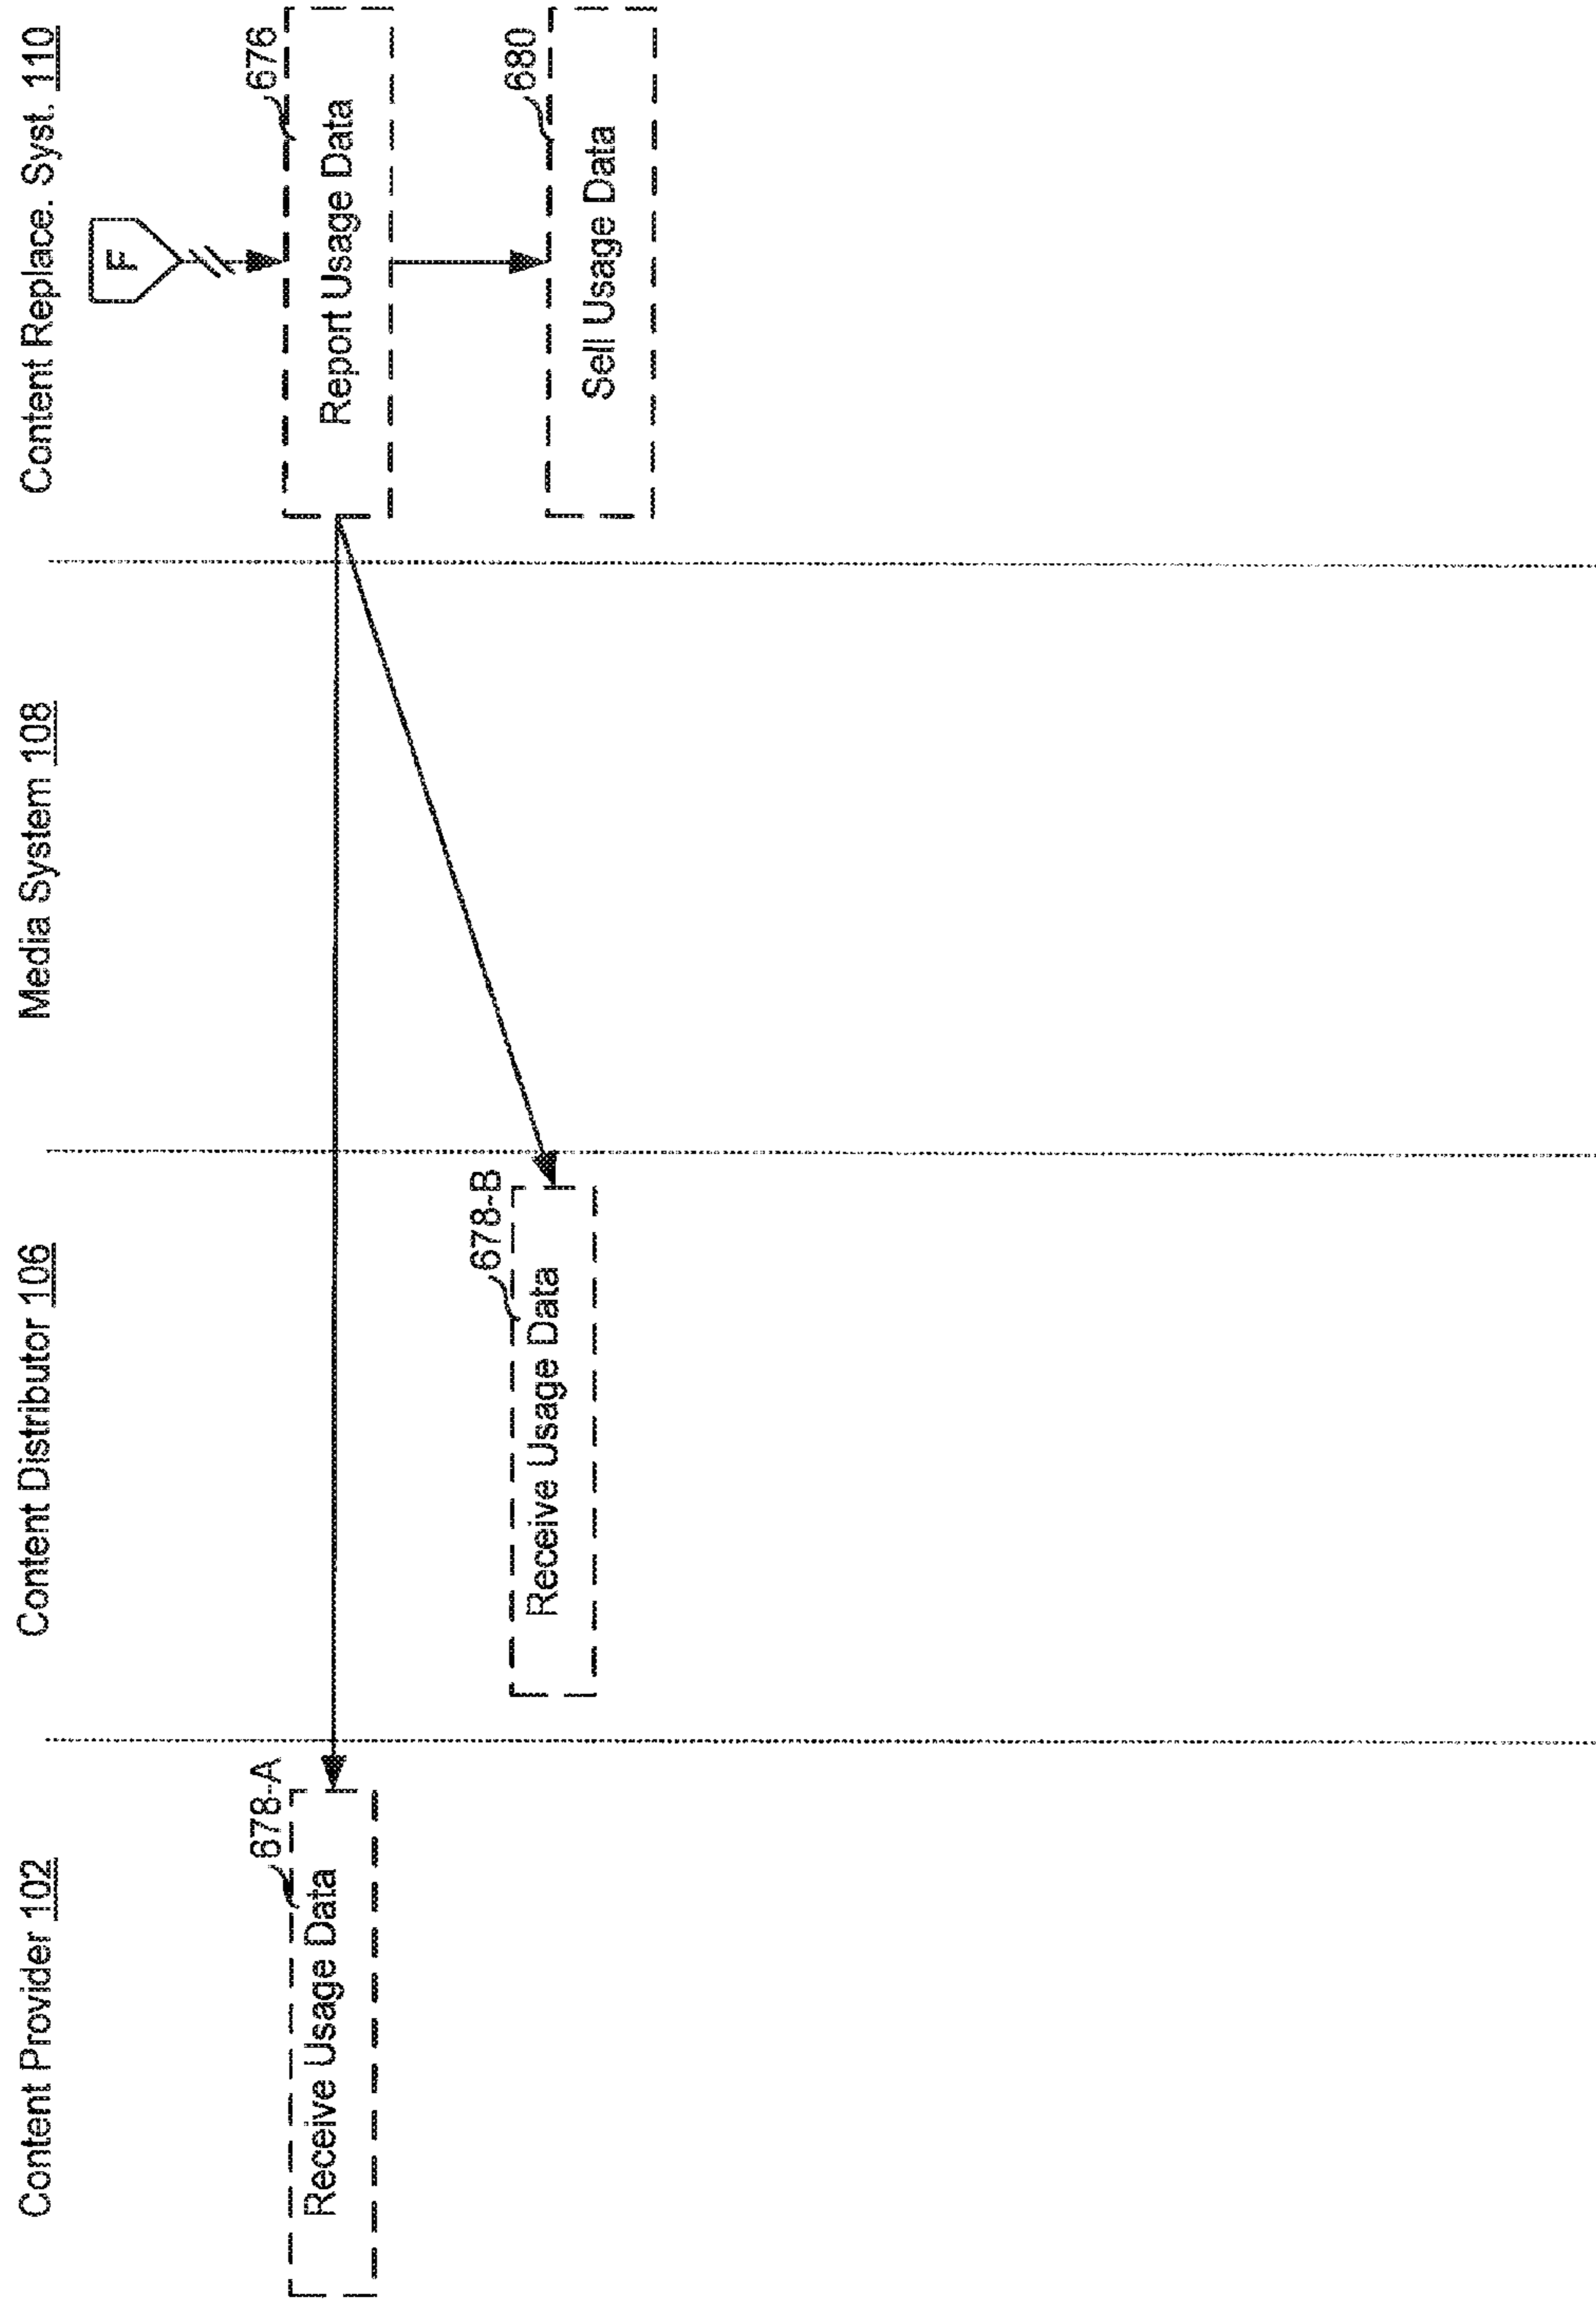 Content Provider 102
Content Distributor 106
Media System 108
Content Replace. Syst. 110
F
676
Report Usage Data
678-A
Receive Usage Data
678-B
Receive Usage Data
680
Sell Usage Data